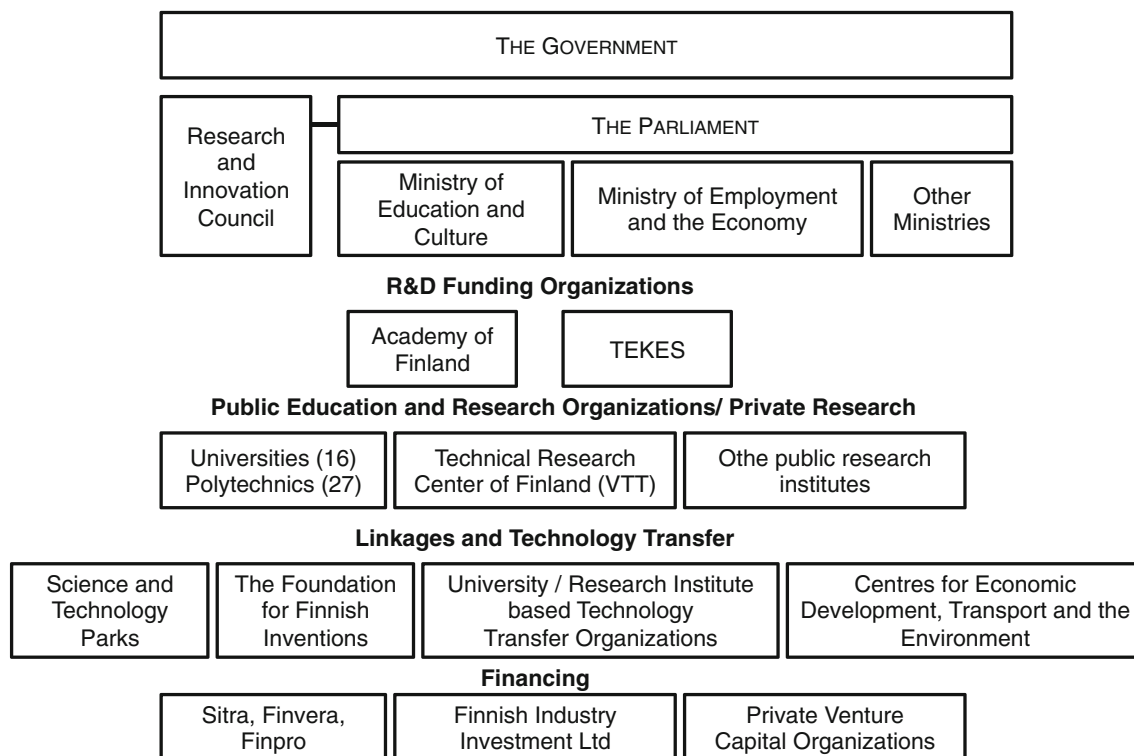 THE GOVERNMENT
Research
and
Innovation
Council
THE PARLIAMENT
Ministry of
Education and
Culture
Ministry of Employment
and the Economy
Other
Ministries
R&D Funding Organizations
Academy of
Finland
TEKES
Public Education and Research Organizations/ Private Research
Universities (16)
Polytechnics (27)
Technical Research
Center of Finland (VTT)
Othe public research
institutes
Linkages and Technology Transfer
Science and
Technology
Parks
The Foundation
for Finnish
Inventions
University / Research Institute
based Technology
Transfer Organizations
Centres for Economic
Development, Transport and the
Environment
Financing
Sitra, Finvera,
Finpro
Finnish Industry
Investment Ltd
Private Venture
Capital Organizations